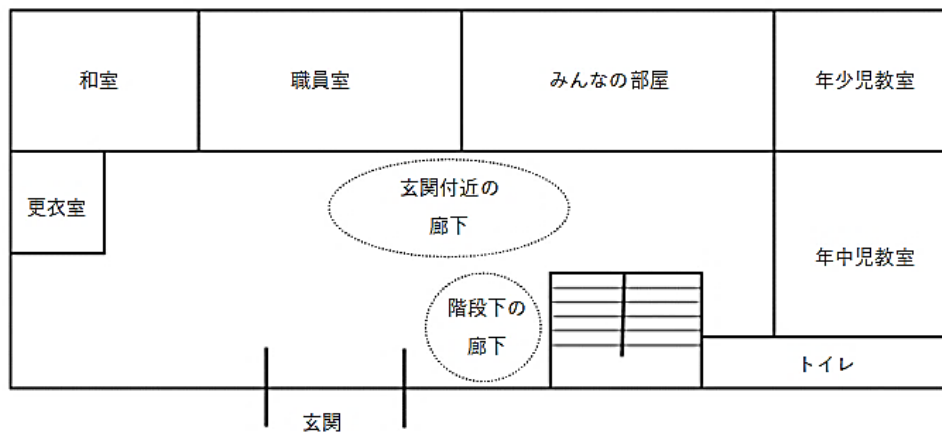 和室
職員室
みんなの部屋
年少児教室
更衣室
玄関付近の
廊下
年中児教室
階段下の
廊下
トイレ
玄関